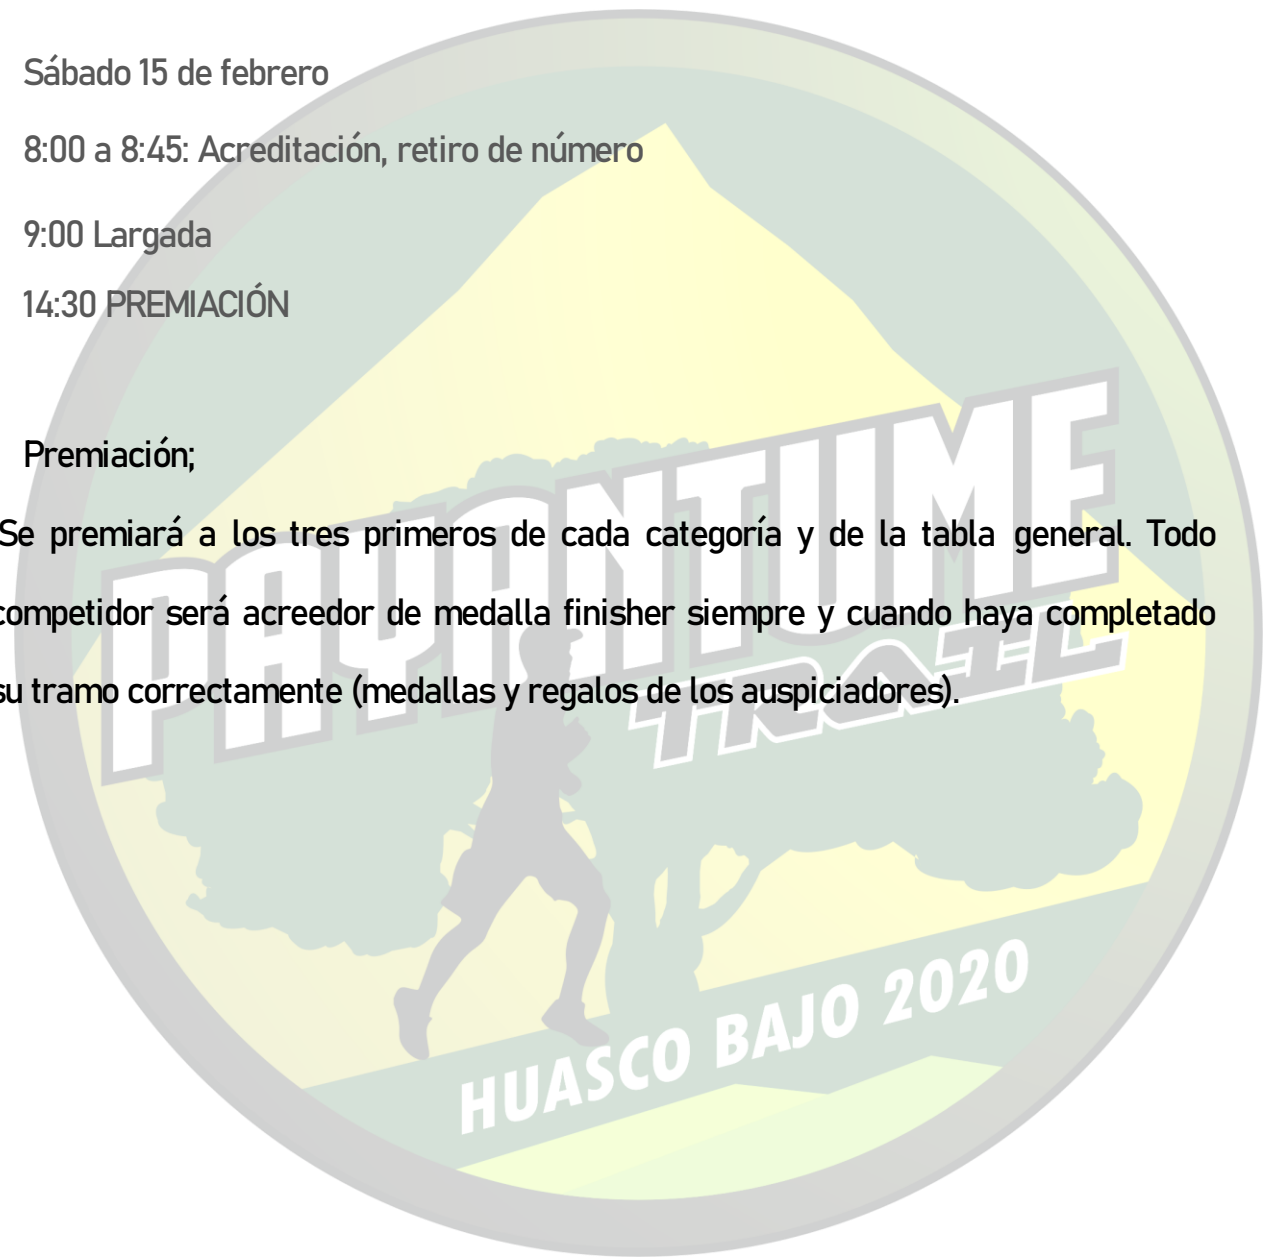 Sábado 15 de febrero
8:00 a 8:45: Acreditación, retiro de número
9:00 Largada
14:30 PREMIACIÓN
Premiación;
Se premiará a los tres primeros de cada categoría y de la tabla general. Todo
competidor será acreedor de medalla finisher siempre y cuando haya completado
su tramo correctamente (medallas y regalos de los auspiciadores).
PAYANTUME
TRAIL
HUASCO BAJO 2020